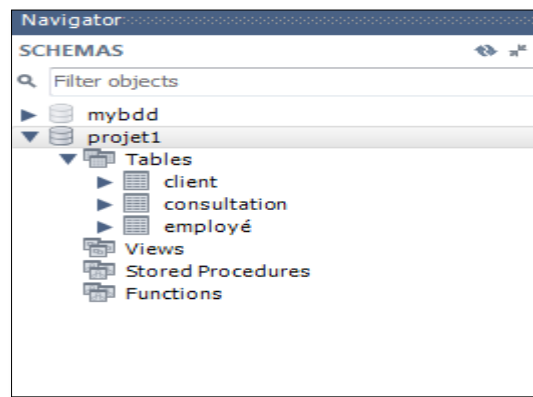 Navigator
SCHEMAS
Filter objects
mybdd
projet1
Tables
client
consultation
employé
Views
Stored Procedures
Functions